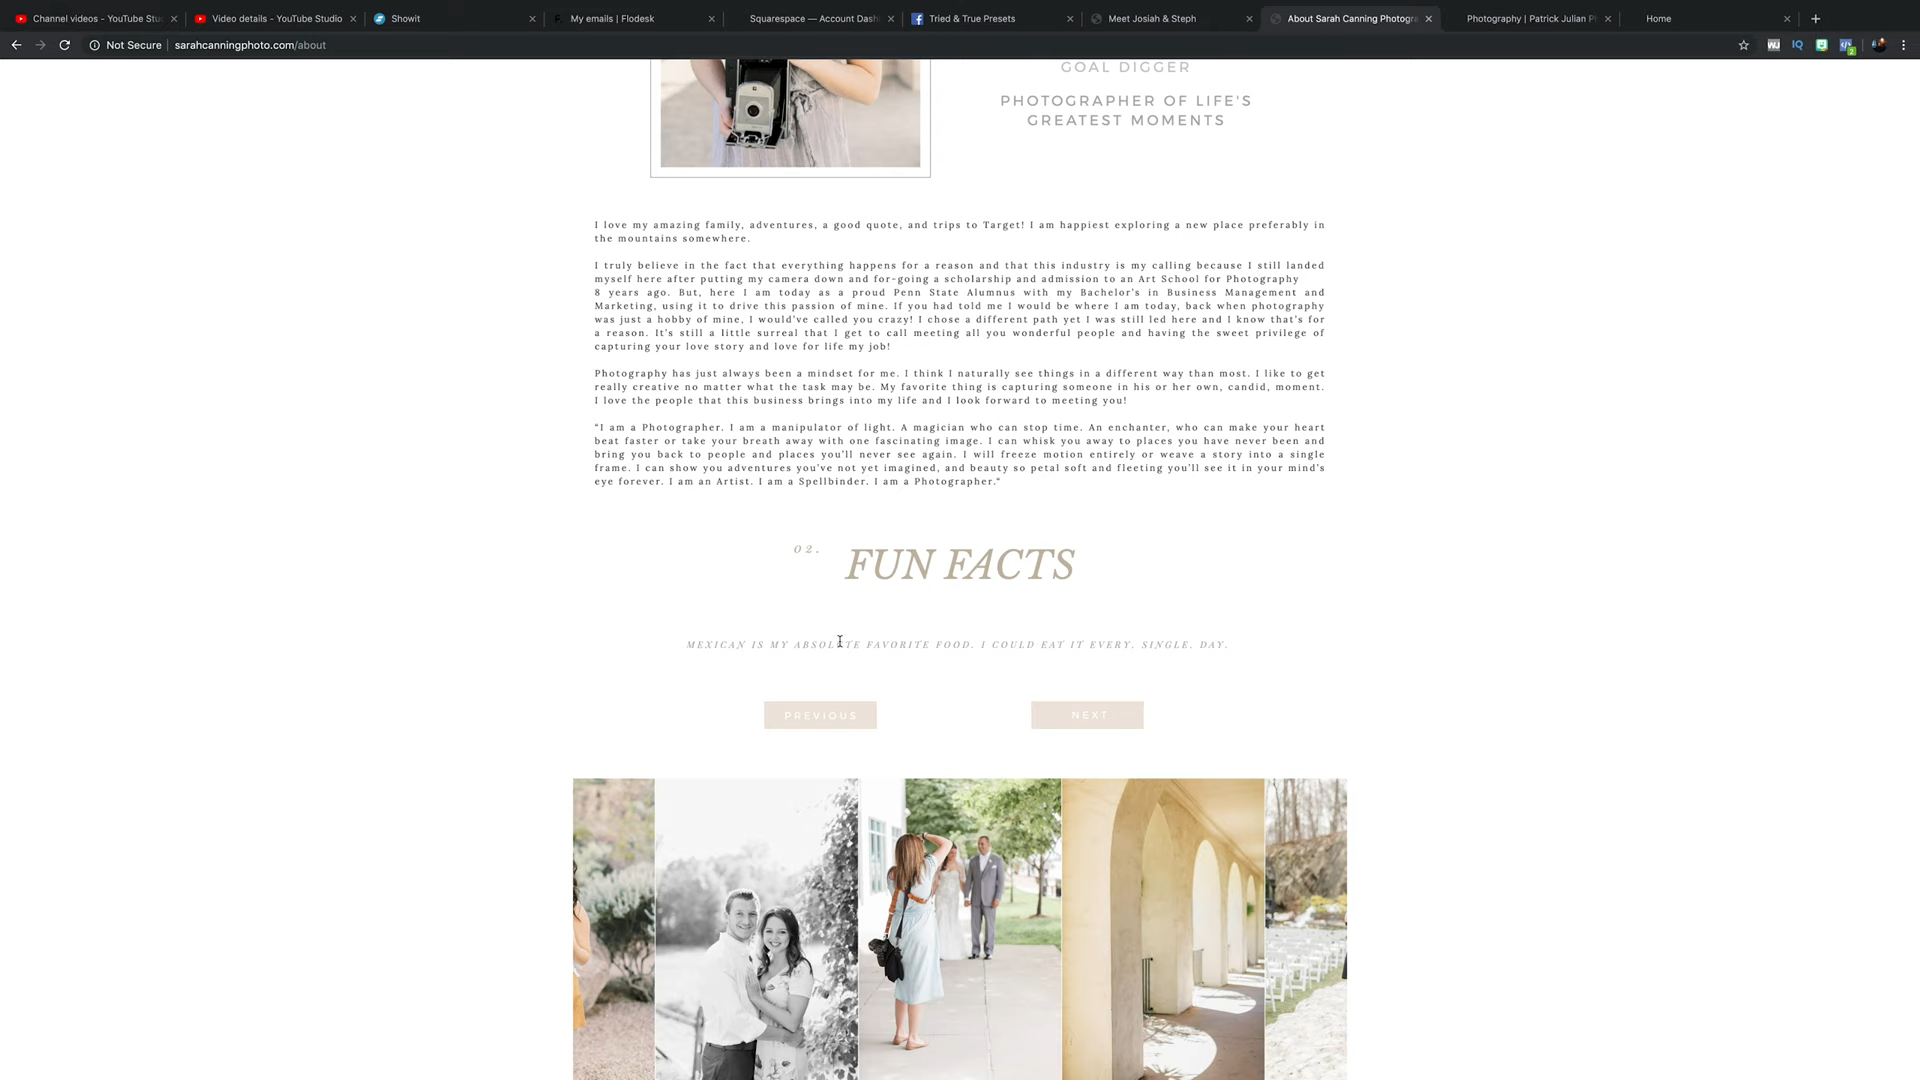 Channel videos - YouTube Stu
Video details - YouTube Studio
Showit
My emails | Flodesk
Squarespace — Account Dash
Tried & True Presets
Meet Josiah & Steph
About Sarah Canning Photogra
Photography | Patrick Julian P
Home
Not Secure | sarahcanningphoto.com/about
GOAL DIGGER
PHOTOGRAPHER OF LIFE'S
GREATEST MOMENTS
I love my amazing family, adventures, a good quote, and trips to Target! I am happiest exploring a new place preferably in
the mountains somewhere.
I truly believe in the fact that everything happens for a reason and that this industry is my calling because I still landed
myself here after putting my camera down and for-going a scholarship and admission to an Art School for Photography
8 years ago. But, here I am today as a proud Penn State Alumnus with my Bachelor's in Business Management and
Marketing, using it to drive this passion of mine. If you had told me I would be where I am today, back when photography
was just a hobby of mine, I would've called you crazy! I chose a different path yet I was still led here and I know that's for
a reason. It's still a little surreal that I get to call meeting all you wonderful people and having the sweet privilege of
capturing your love story and love for life my job!
Photography has just always been a mindset for me. I think I naturally see things in a different way than most. I like to get
really creative no matter what the task may be. My favorite thing is capturing someone in his or her own, candid, moment.
I love the people that this business brings into my life and I look forward to meeting you!
"I am a Photographer. I am a manipulator of light. A magician who can stop time. An enchanter, who can make your heart
beat faster or take your breath away with one fascinating image. I can whisk you away to places you have never been and
bring you back to people and places you'll never see again. I will freeze motion entirely or weave a story into a single
frame. I can show you adventures you've not yet imagined, and beauty so petal soft and fleeting you'll see it in your mind's
eye forever. I am an Artist. I am a Spellbinder. I am a Photographer."
02. FUN FACTS
MEXICAN IS MY ABSOLUTE FAVORITE FOOD. I COULD EAT IT EVERY. SINGLE. DAY.
PREVIOUS
NEXT